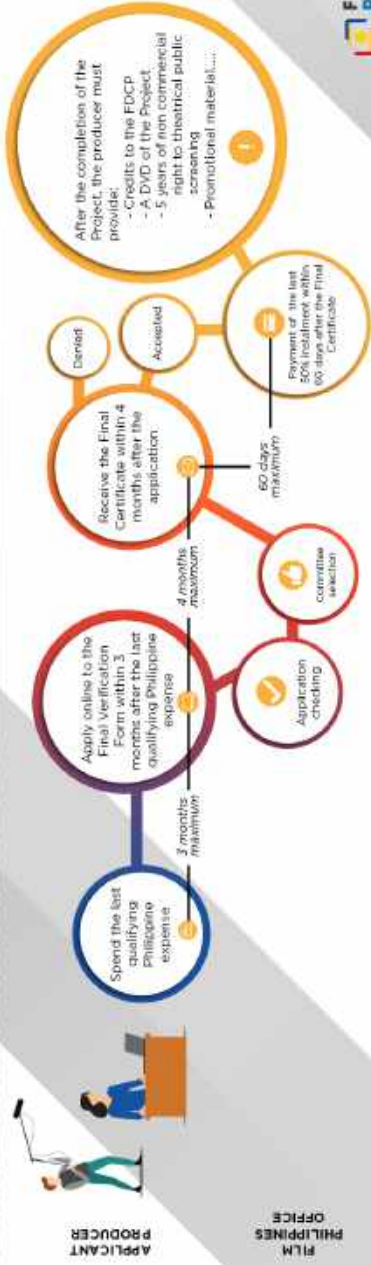 APPLICANT
PRODUCER
FILM
PHILIPPINES
OFFICE
Spend the last
qualifying
Philippine
expense
3 months
maximum
Apply online to the
Final Verification
Form within 3
months after the last
qualifying Philippine
expense
Application
checking
Committee
selection
4 months
maximum
Receive the Final
Certificate within 4
months after the
application
Denied
Accepted
60 days
maximum
Payment of the last
50% instalment within
60 days after the Final
Certificate
After the completion of the
Project, the producer must
provide:
- Credits to the FDCP
- A DVD of the Project
- 5 years of non commercial
right to theatrical public
screening
- Promotional material....
F